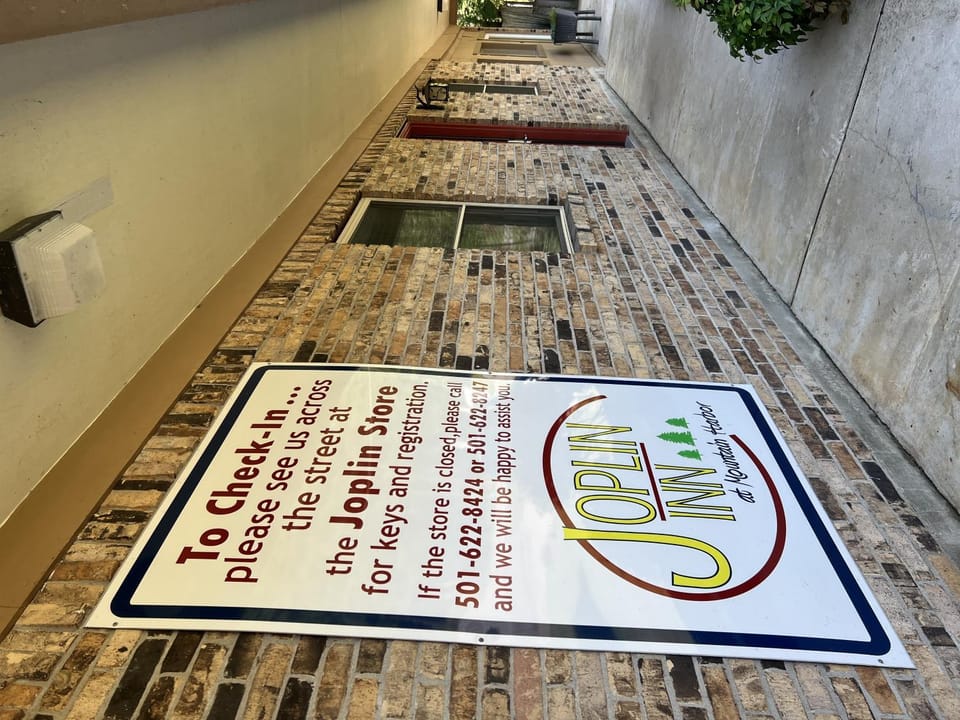 To Check-In ...
please see us across
the street at
the Joplin Store
for keys and registration.
If the store is closed,please call
501-622-8424 or 501-622-8247
and we will be happy to assist you.
JOPLIN
INN
at Mountain Harbor